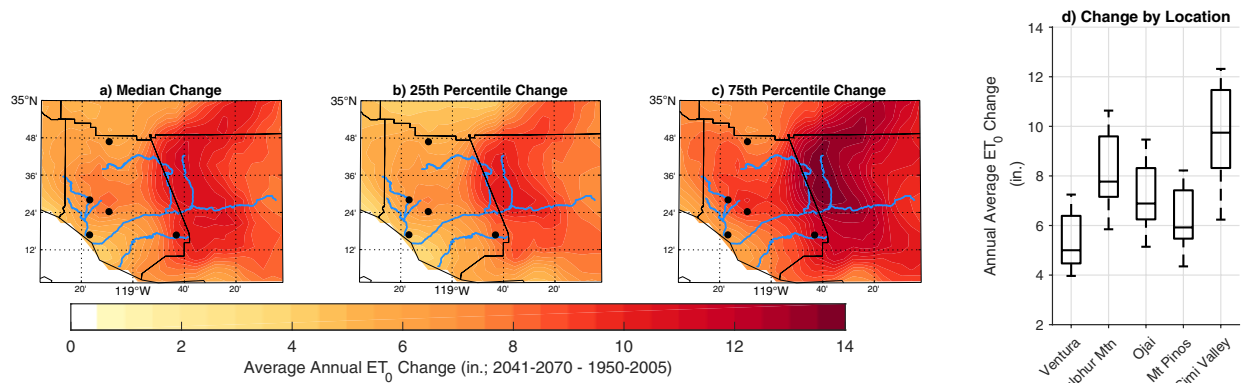 d) Change by Location
a) Median Change
b) 25th Percentile Change
c) 75th Percentile Change
35°N
48'
36'
24'
12'
20'
119°W
40'
20'
35°N
48'
36'
24'
12'
20'
119°W
40'
20'
35°N
48'
36'
24'
12'
20'
119°W
40'
20'
0 2 4 6 8 10 12 14
Average Annual ET0 Change (in.; 2041-2070 - 1950-2005)
Annual Average ET0 Change
(in.)
14
12
10
8
6
4
2
Ventura
Mtn
Ojai
Mt Pinos
Valley